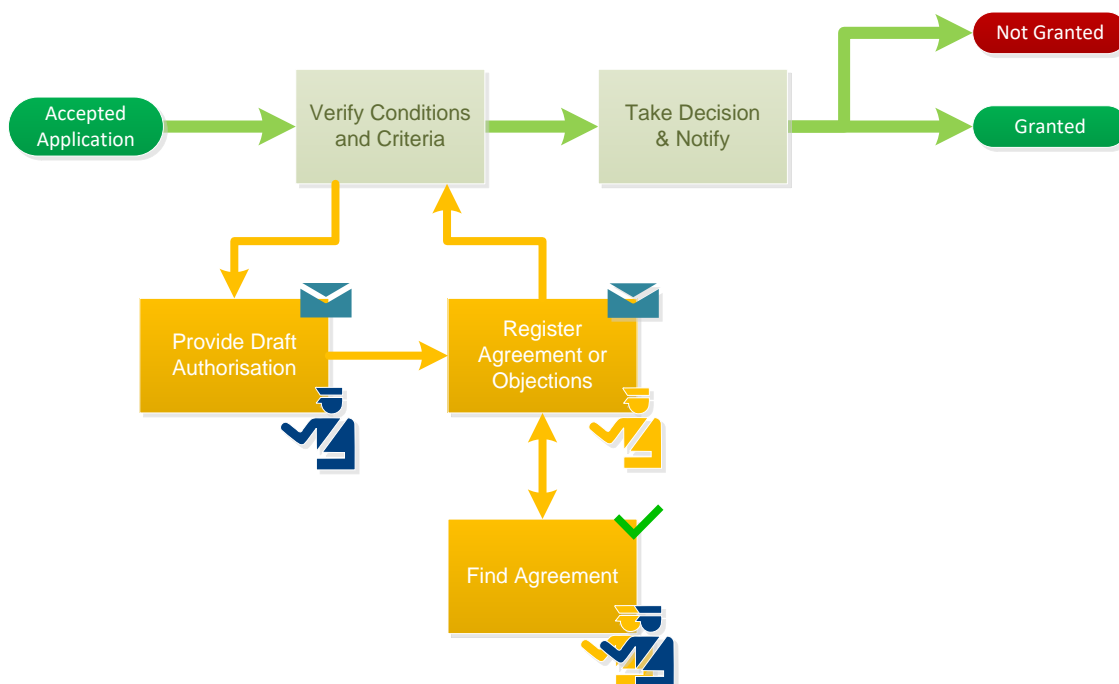 Not Granted
Accepted
Application
Verify Conditions
and Criteria
Take Decision
& Notify
Granted
Provide Draft
Authorisation
Register
Agreement or
Objections
Find Agreement